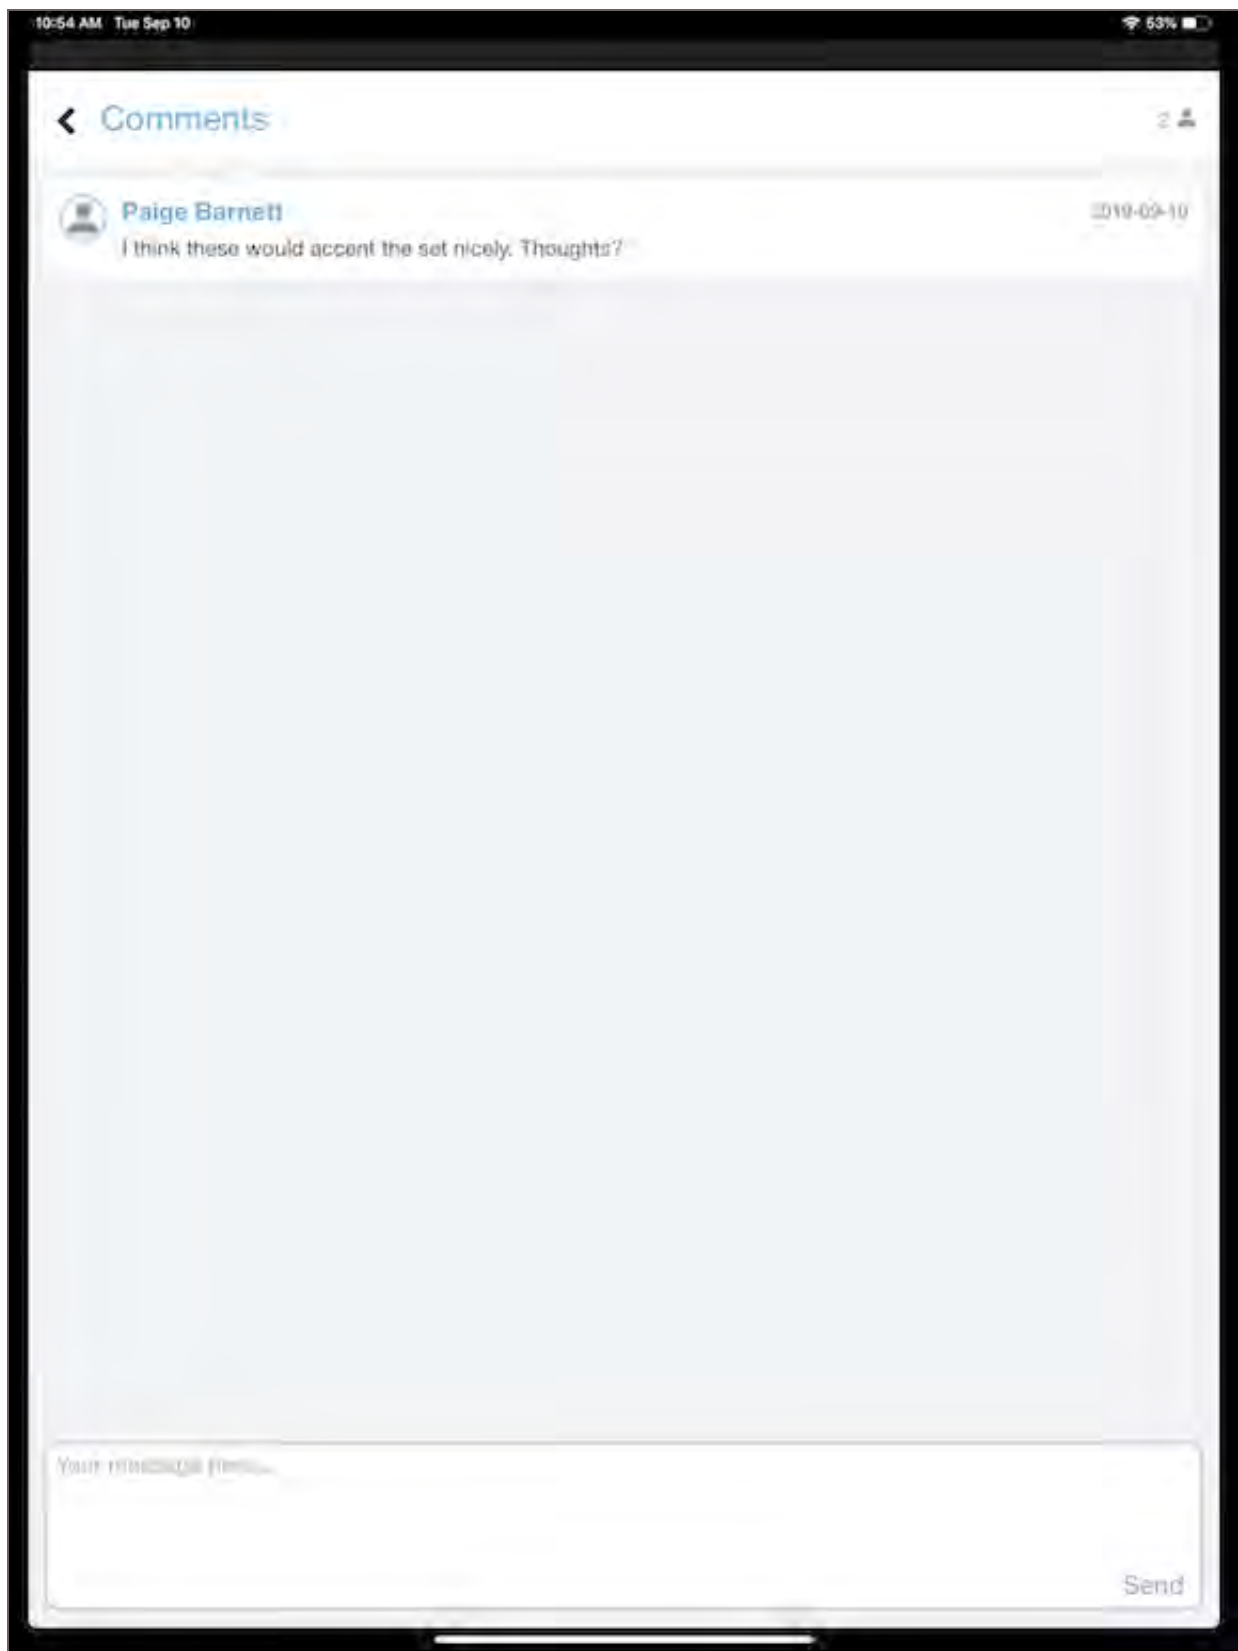 10:54 AM Tue Sep 10
53%
Comments
2
Paige Barnett
2019-09-10
I think these would accent the set nicely. Thoughts?
Your message here...
Send